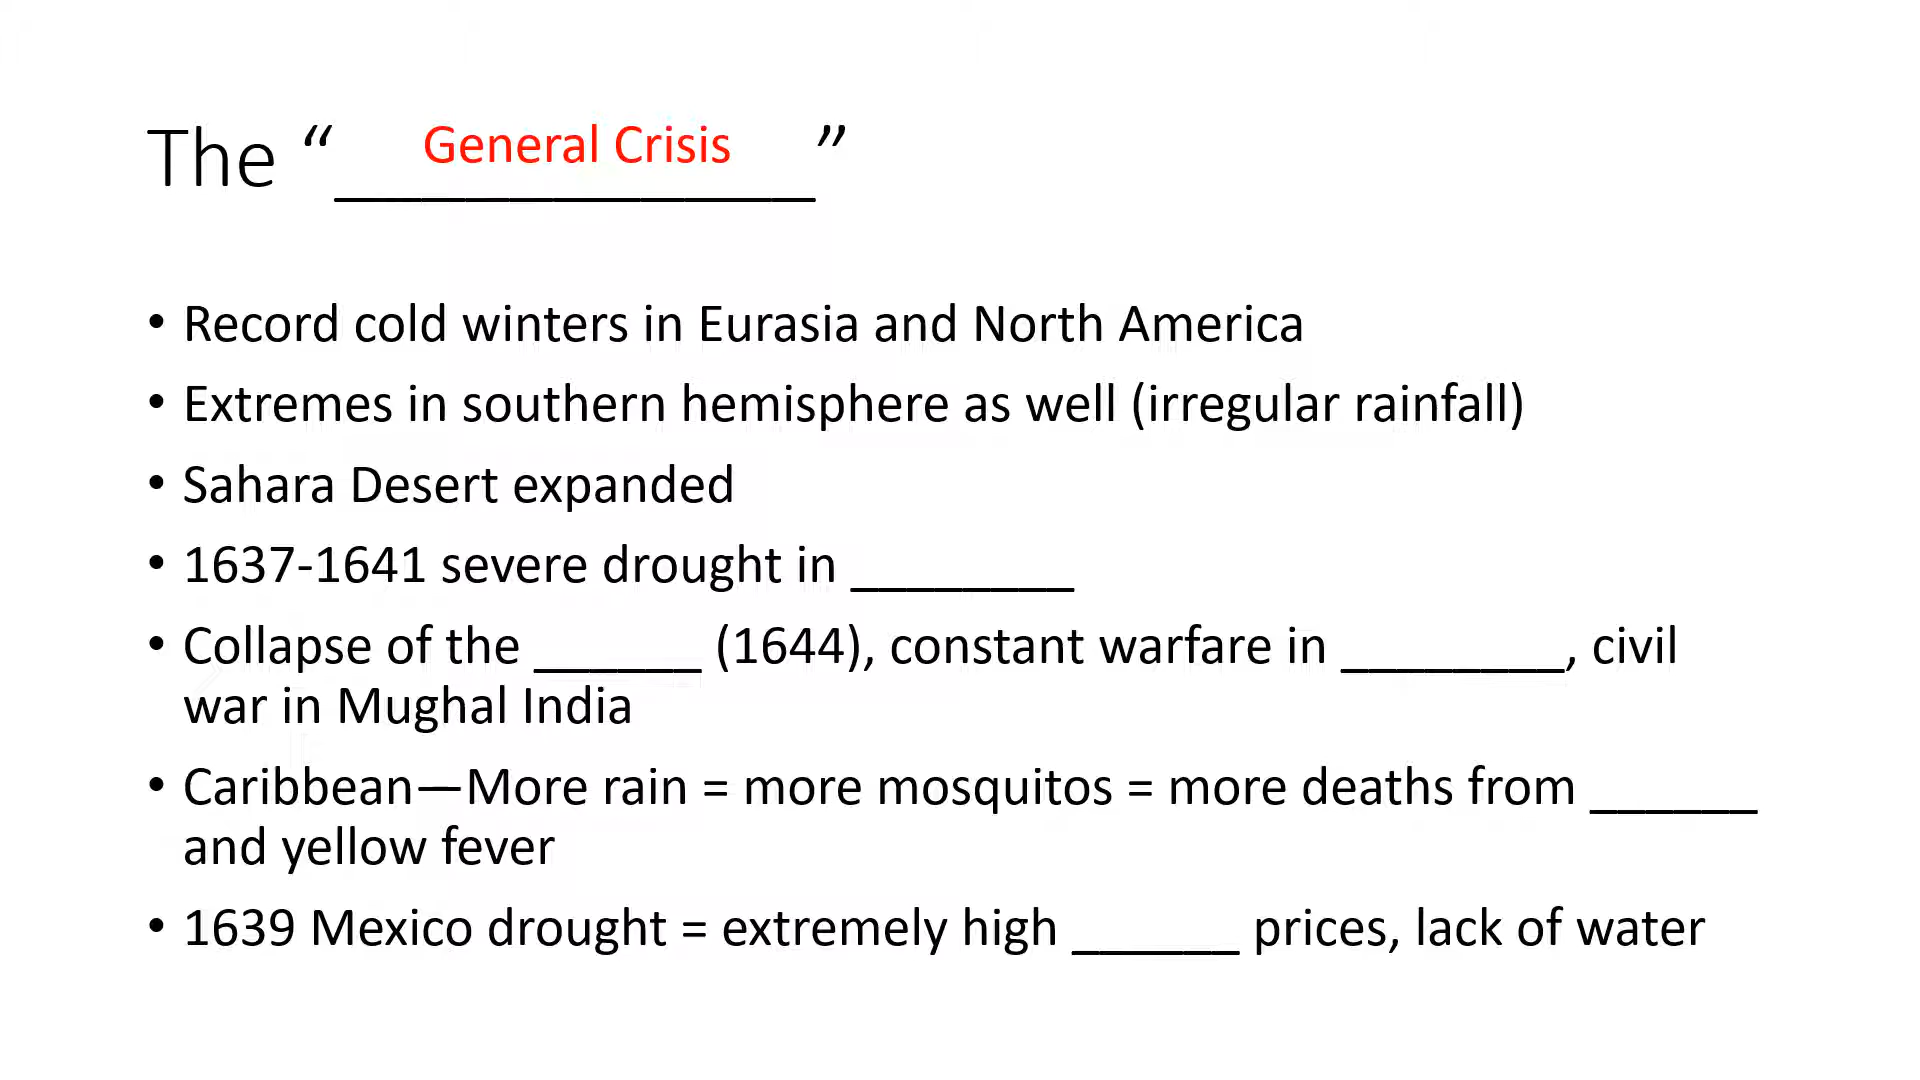 The “General Crisis”
• Record cold winters in Eurasia and North America
• Extremes in southern hemisphere as well (irregular rainfall)
• Sahara Desert expanded
• 1637-1641 severe drought in ________
• Collapse of the ______ (1644), constant warfare in ________, civil
war in Mughal India
• Caribbean—More rain = more mosquitos = more deaths from ______
and yellow fever
• 1639 Mexico drought = extremely high ______ prices, lack of water